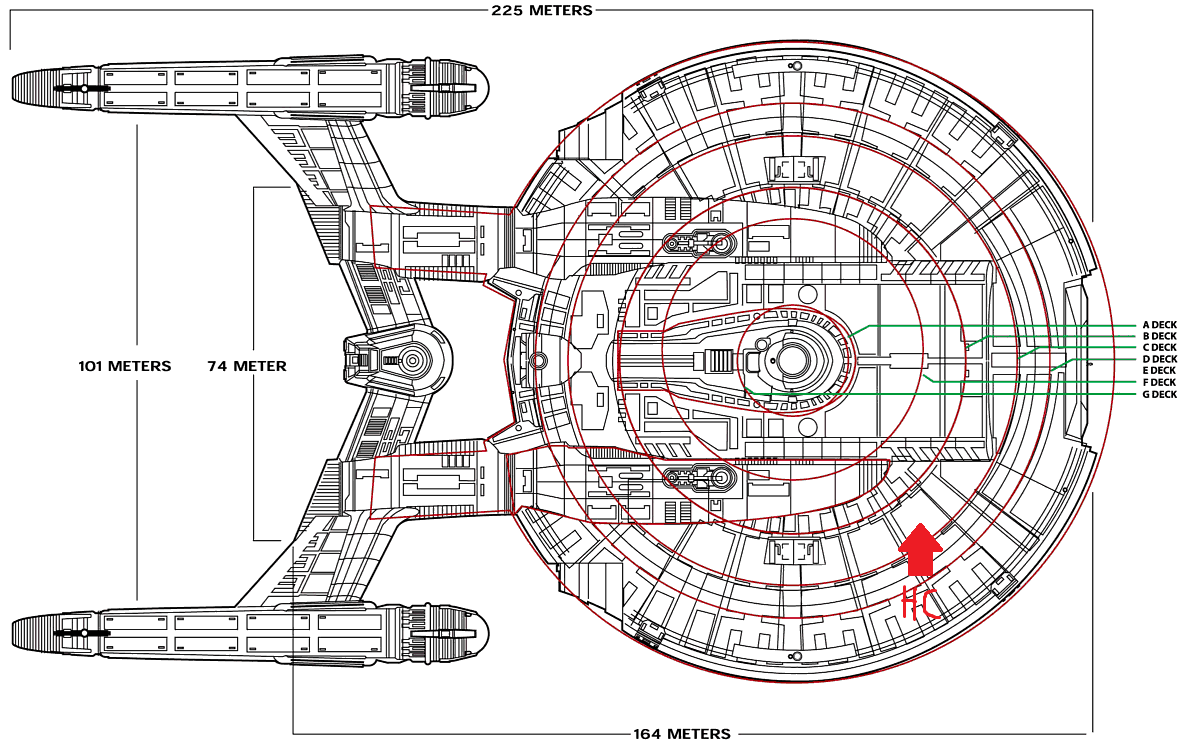 225 METERS
101 METERS
74 METER
A DECK
B DECK
C DECK
D DECK
E DECK
F DECK
G DECK
HC
164 METERS